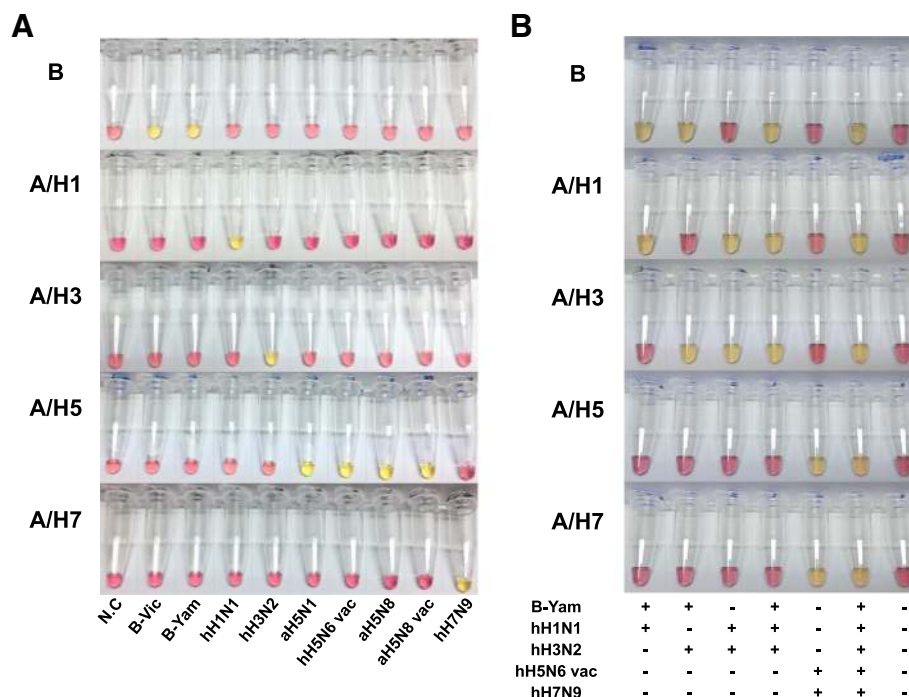 A
B
A/H1
A/H3
A/H5
A/H7
N.C
B-Vic
B-Yam
hH1N1
hH3N2
aH5N1
hH5N6 vac
aH5N8
aH5N8 vac
hH7N9
B
B
A/H1
A/H3
A/H5
A/H7
B-Yam + + - + - + -
hH1N1 + - + + - + -
hH3N2 - + + + - + -
hH5N6 vac - - - - + + -
hH7N9 - - - - + + -